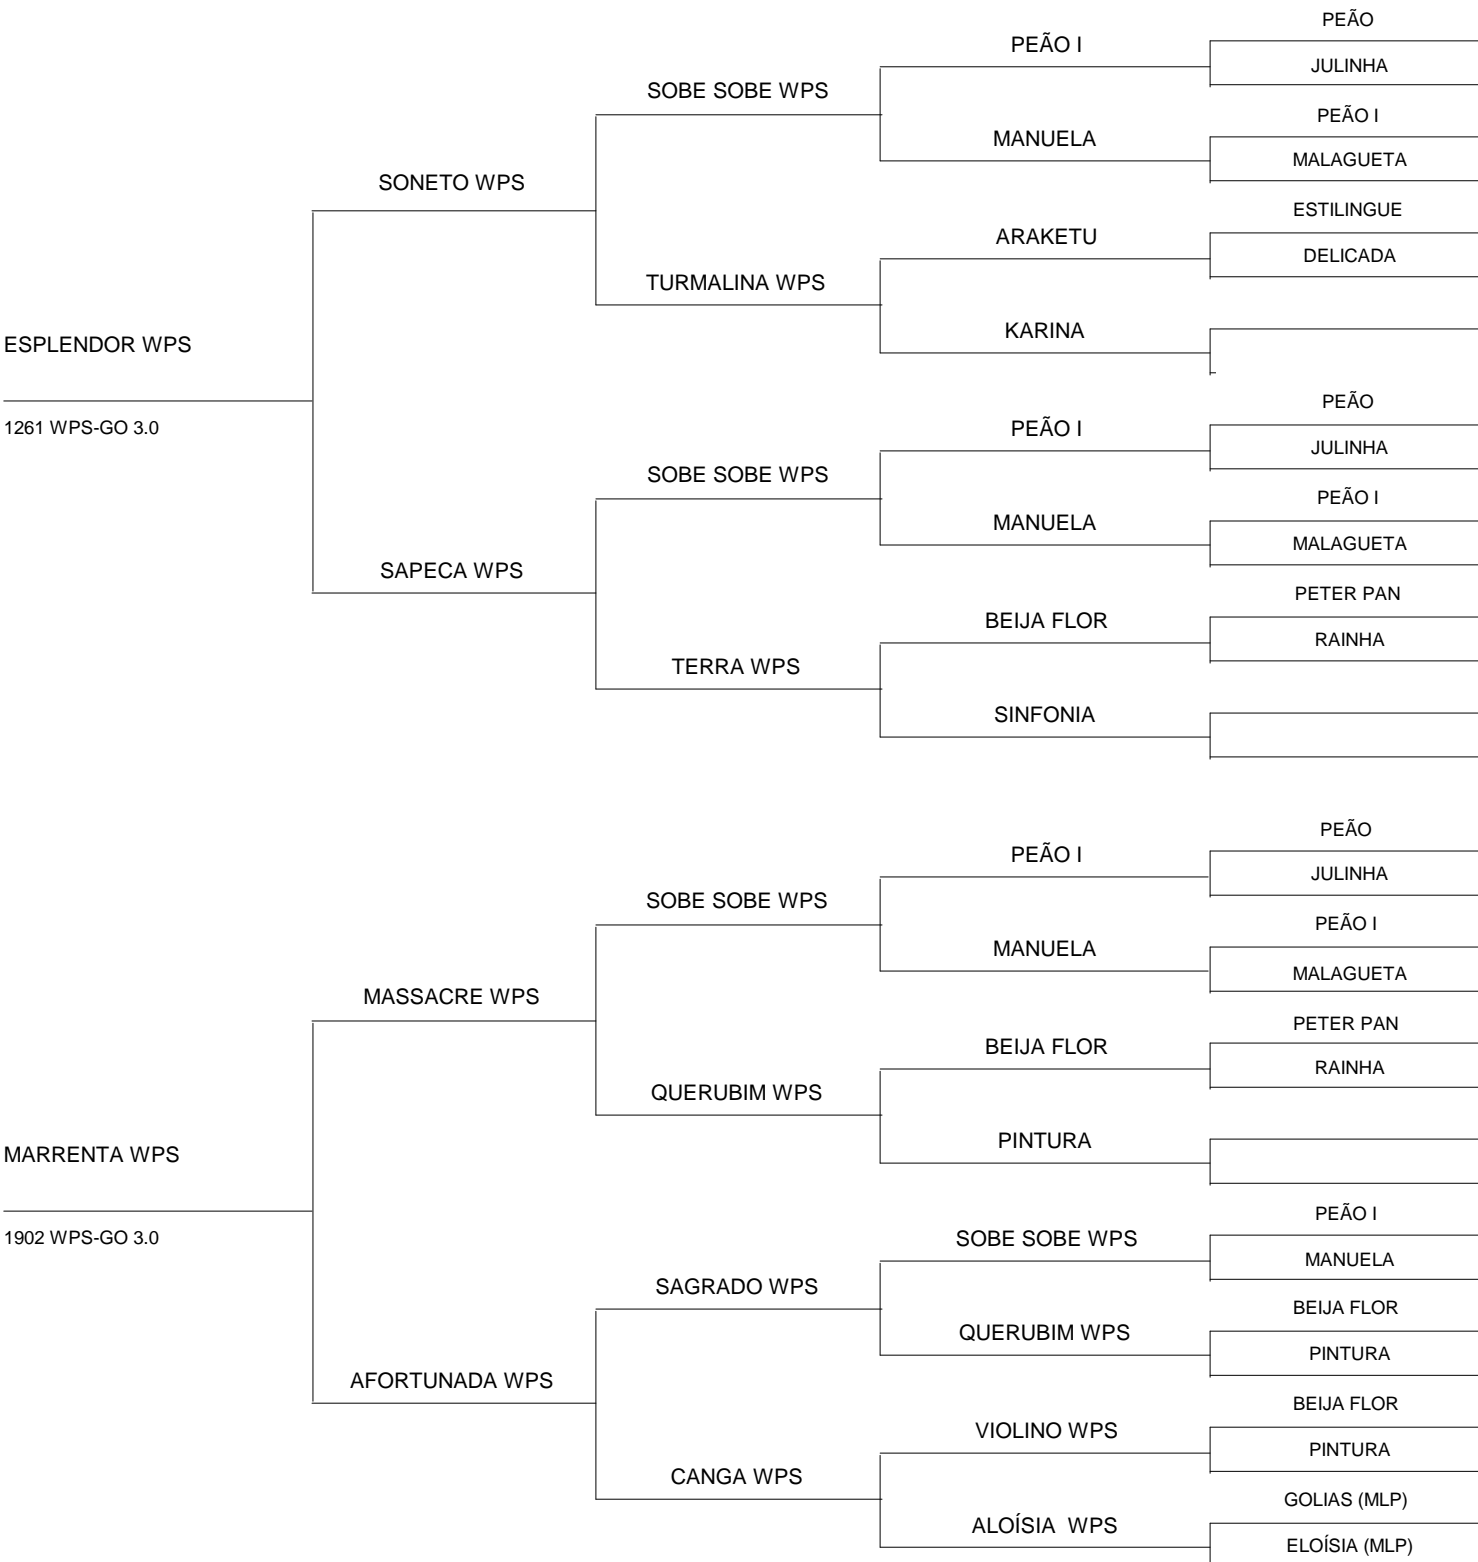 PEÃO
PEÃO I
JULINHA
SOBE SOBE WPS
PEÃO I
MANUELA
MALAGUETA
SONETO WPS
ESTILINGUE
ARAKETU
DELICADA
TURMALINA WPS
KARINA
ESPLENDOR WPS
PEÃO
1261 WPS-GO 3.0
PEÃO I
JULINHA
SOBE SOBE WPS
PEÃO I
MANUELA
MALAGUETA
SAPECA WPS
PETER PAN
BEIJA FLOR
RAINHA
TERRA WPS
SINFONIA
PEÃO
PEÃO I
JULINHA
SOBE SOBE WPS
PEÃO I
MANUELA
MALAGUETA
MASSACRE WPS
PETER PAN
BEIJA FLOR
RAINHA
QUERUBIM WPS
PINTURA
MARRENTA WPS
PEÃO I
1902 WPS-GO 3.0
SOBE SOBE WPS
MANUELA
SAGRADO WPS
BEIJA FLOR
QUERUBIM WPS
PINTURA
AFORTUNADA WPS
BEIJA FLOR
VIOLINO WPS
PINTURA
CANGA WPS
GOLIAS (MLP)
ALOÍSIA WPS
ELOÍSIA (MLP)